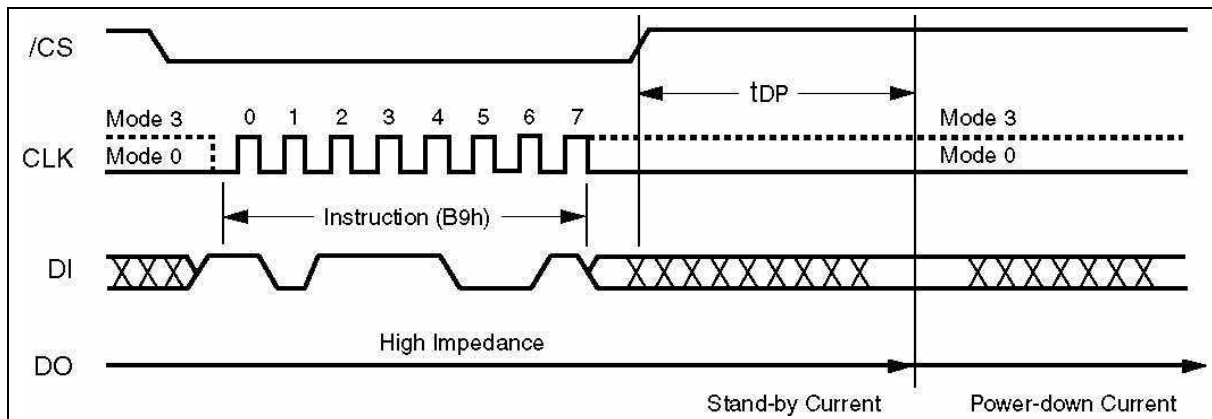 /CS
tDP
Mode 3
0 1 2 3 4 5 6 7
Mode 3
CLK
Mode 0
Mode 0
Instruction (B9h)
DI
High Impedance
DO
Stand-by Current
Power-down Current